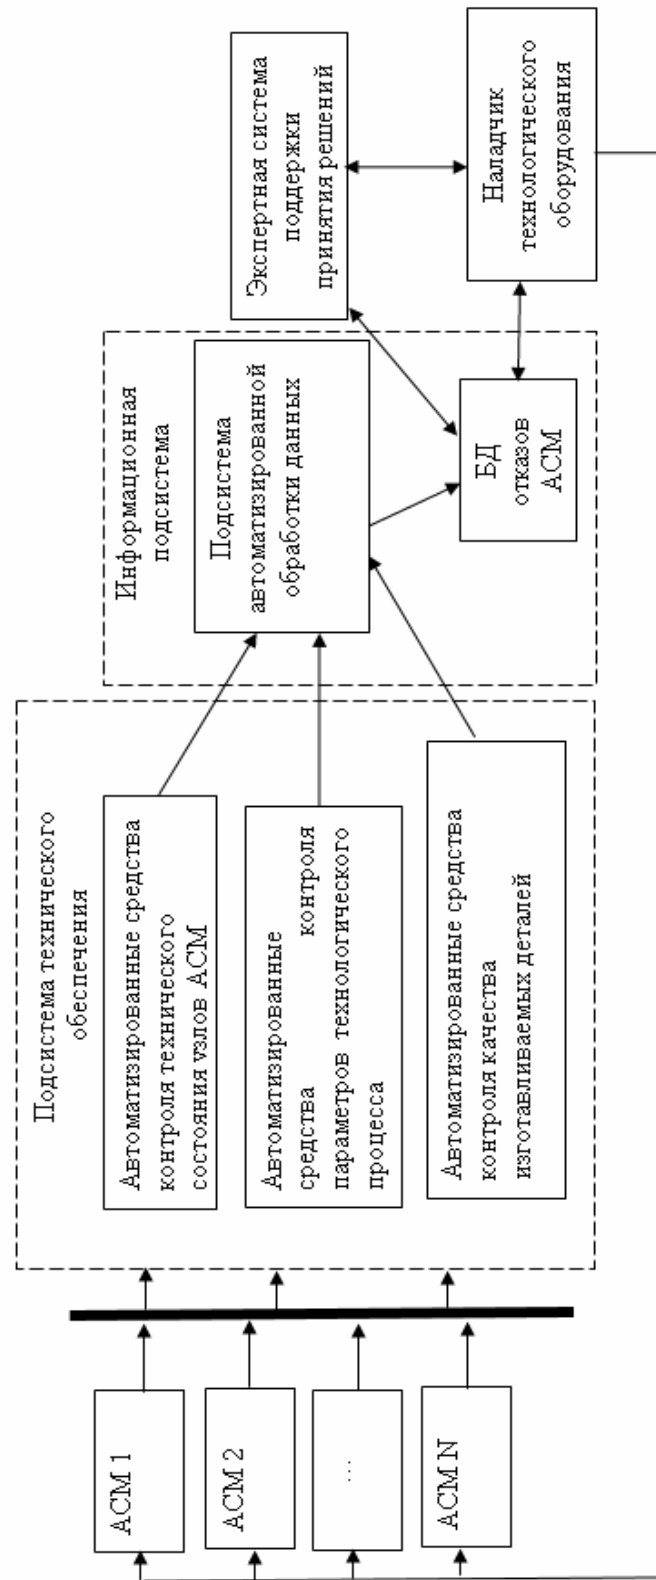 АСМ 1
АСМ 2
...
АСМ N
Подсистема технического
обеспечения
Автоматизированные средства
контроля технического
состояния узлов АСМ
Автоматизированные
средства контроля
параметров технологического
процесса
Автоматизированные средства
контроля качества
изготавливаемых деталей
Информационная
подсистема
Подсистема
автоматизированной
обработки данных
БД
отказов
АСМ
Экспертная система
поддержки
принятия решений
Наладчик
технологического
оборудования